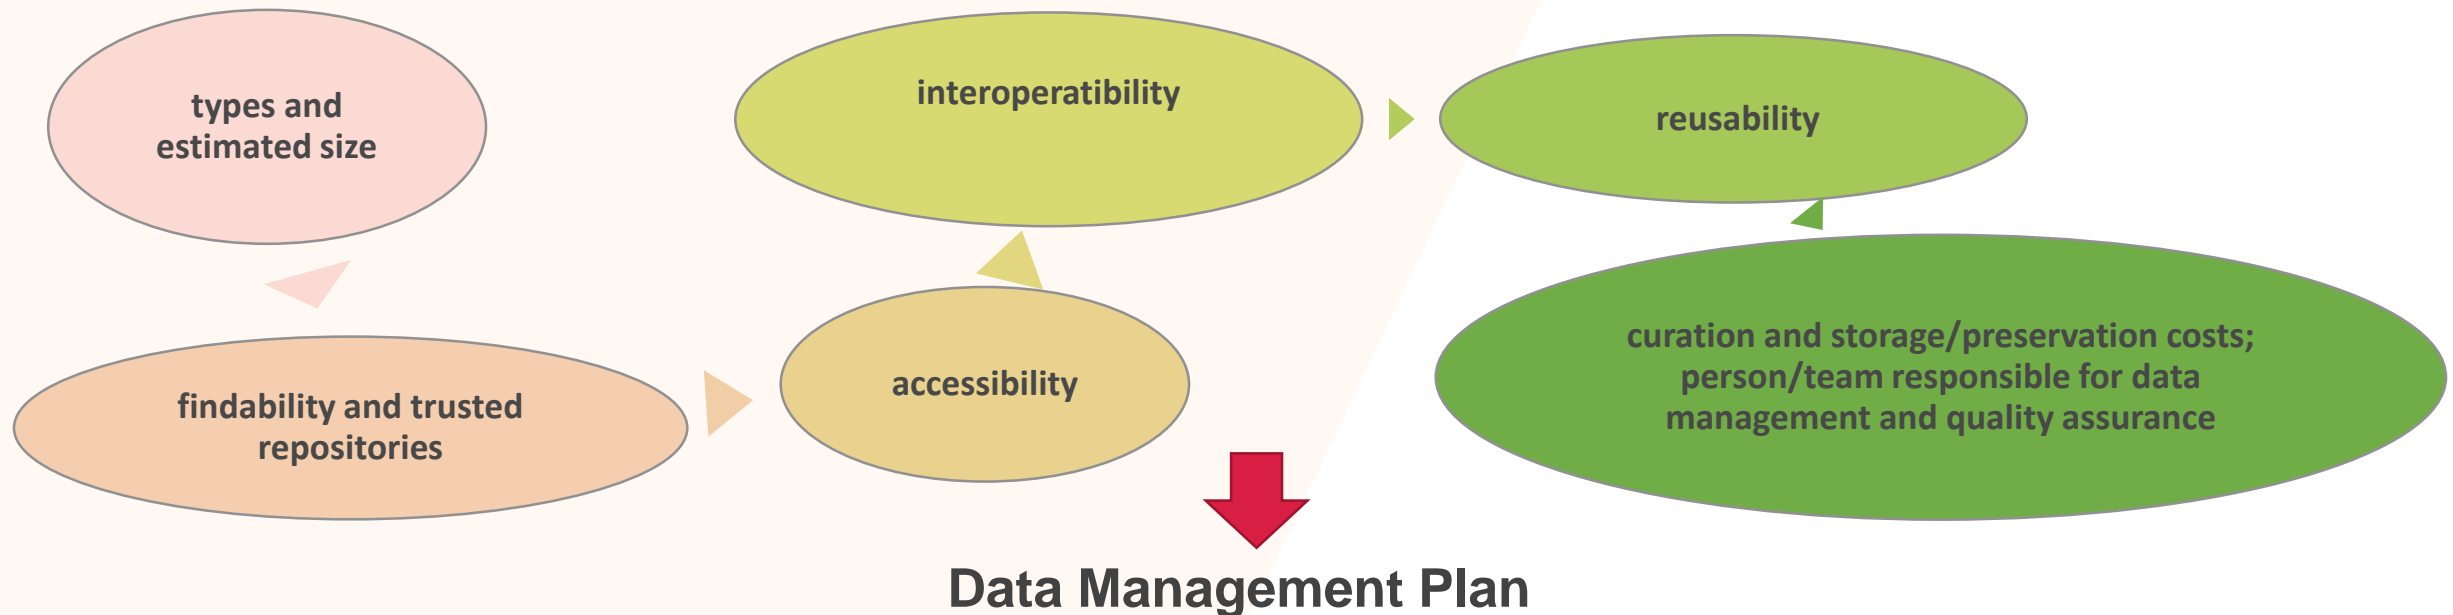 types and
estimated size
findability and trusted
repositories
accessibility
interoperatibility
reusability
curation and storage/preservation costs;
person/team responsible for data
management and quality assurance
Data Management Plan